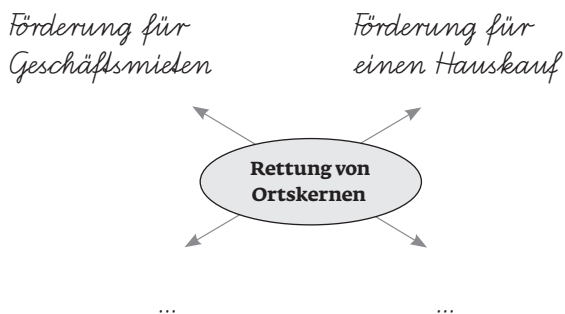 Förderung für
Geschäftsmieten
Förderung für
einen Hauskauf
Rettung von
Ortskernen
...
...